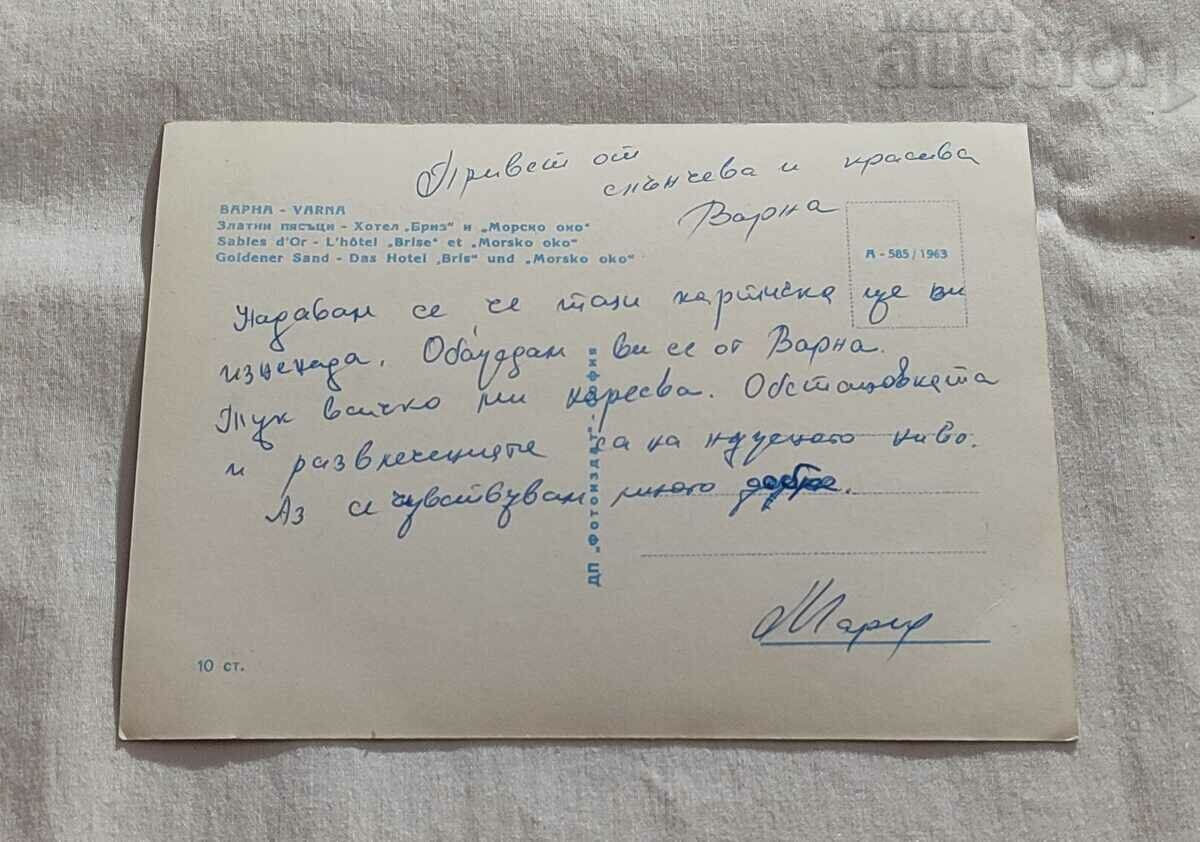 Привет от
слънчева и красива
Варна
ВАРНА - VARNA
Златни пясъци - Хотел „Бриз" и „Морско око"
Sables d'Or - L'hôtel „Brise" et „Morsko oko"
Goldener Sand - Das Hotel „Bris" und „Morsko oko"
А - 585/1963
Надавам се че тази картичка ще ви
изненада. Обаждам ви се от Варна.
Тук всичко ми харесва. Обстановката
и развлеченията са на нужното ниво.
Аз се чувствувам много добре.
ДП „ФОТОИЗДАТ" - СОФИЯ
Мария
10 ст.
auction